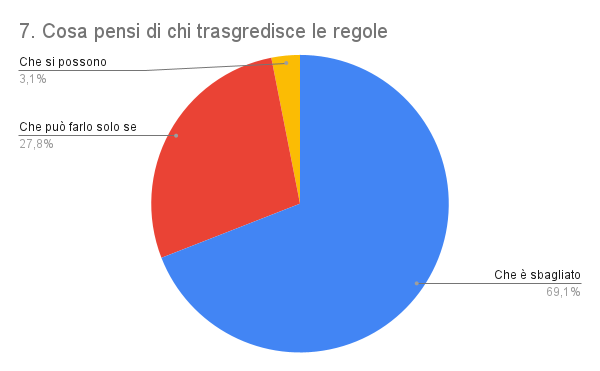 7. Cosa pensi di chi trasgredisce le regole
Che si possono
3,1%
Che può farlo solo se
27,8%
Che è sbagliato
69,1%